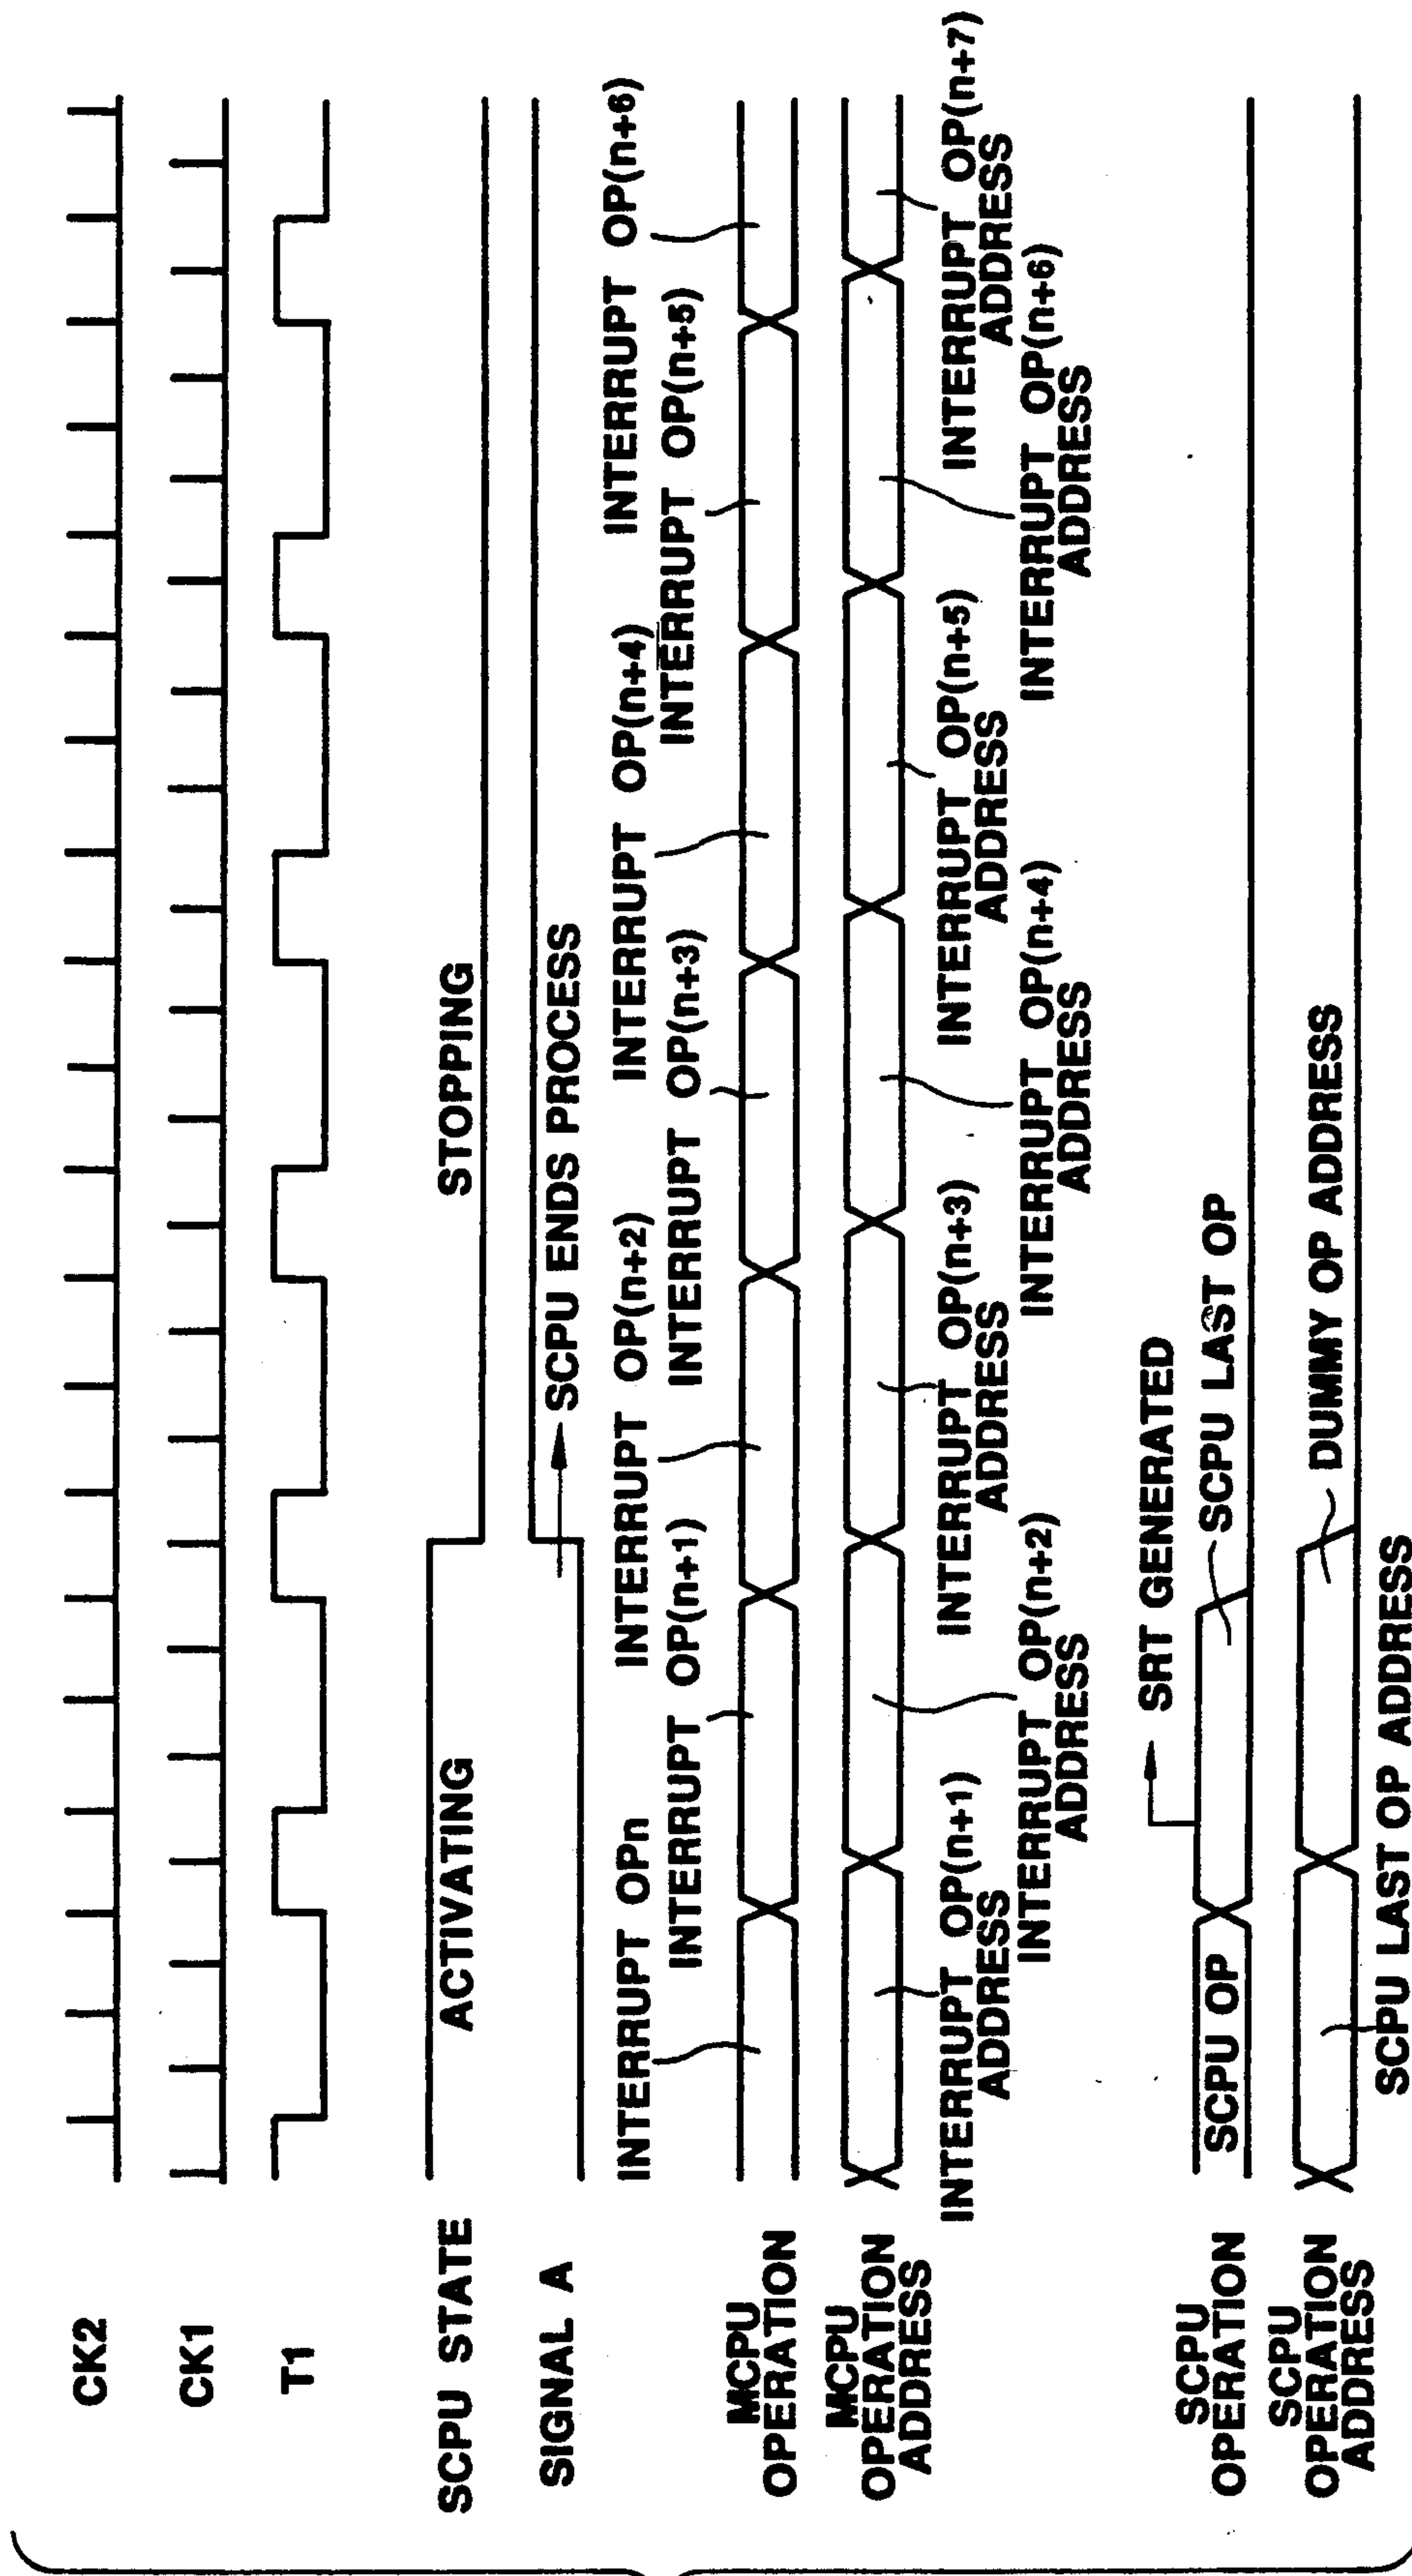 CK2
CK1
T1
SCPU STATE
ACTIVATING
STOPPING
SIGNAL A
SCPU ENDS PROCESS
INTERRUPT OPn
INTERRUPT OP(n+1)
INTERRUPT OP(n+2)
INTERRUPT OP(n+3)
INTERRUPT OP(n+4)
INTERRUPT OP(n+5)
INTERRUPT OP(n+6)
MCPU
OPERATION
MCPU
OPERATION
ADDRESS
INTERRUPT OP(n+1)
ADDRESS
INTERRUPT OP(n+2)
ADDRESS
INTERRUPT OP(n+3)
ADDRESS
INTERRUPT OP(n+4)
ADDRESS
INTERRUPT OP(n+5)
ADDRESS
INTERRUPT OP(n+6)
ADDRESS
INTERRUPT OP(n+7)
ADDRESS
SRT GENERATED
SCPU
OPERATION
SCPU OP
SCPU LAST OP
SCPU
OPERATION
ADDRESS
DUMMY OP ADDRESS
SCPU LAST OP ADDRESS